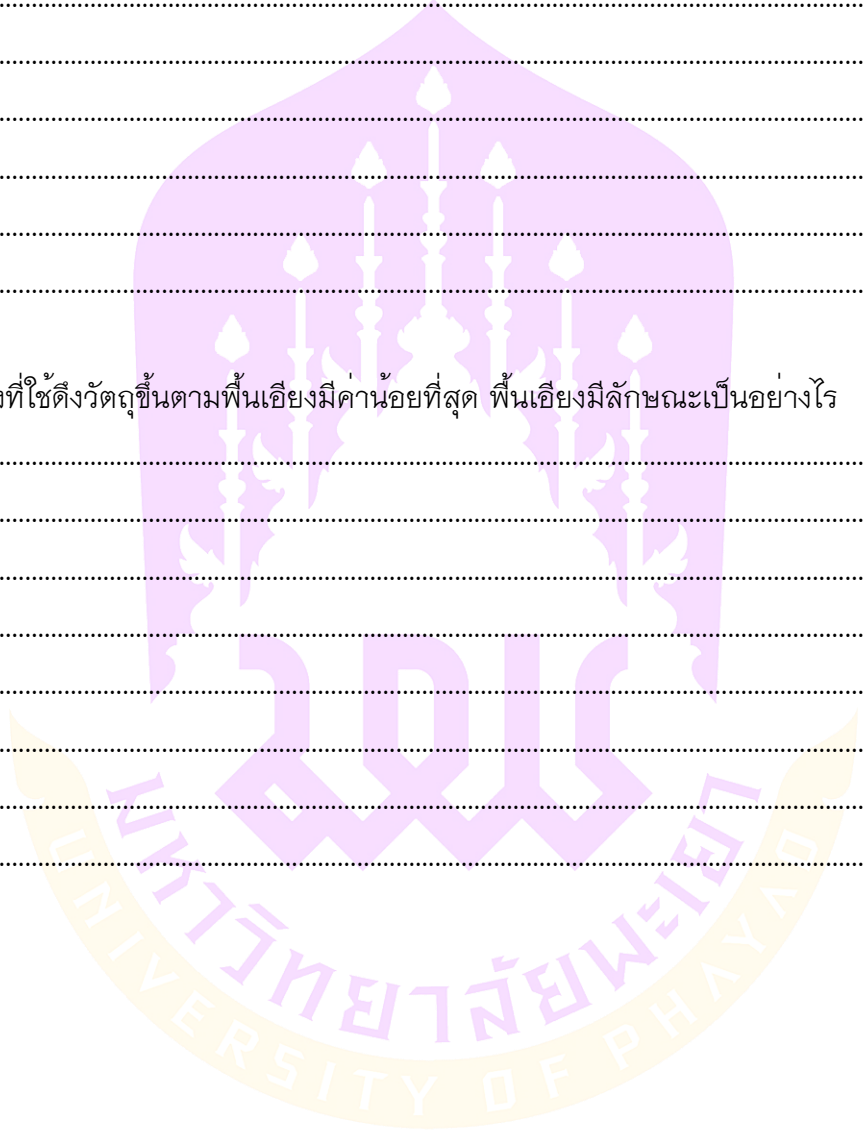 ที่ใช้ดึงวัตถุขึ้นตามพื้นเอียงมีค่าน้อยที่สุด พื้นเอียงมีลักษณะเป็นอย่างไร
มหาวิทยาลัยพะเยา
UNIVERSITY OF PHAYAO